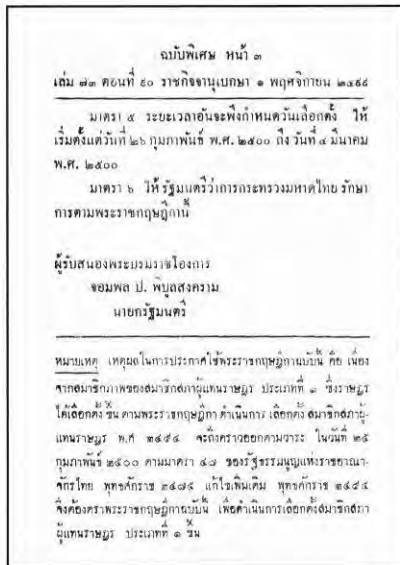 ฉบับพิเศษ หน้า ๓
เล่ม ๗๓ ตอนที่ ๙๐ ราชกิจจานุเบกษา ๑ พฤศจิกายน ๒๔๙๙
มาตรา ๕ ระยะเวลาอันจะพึงกำหนดวันเลือกตั้ง ให้
เริ่มตั้งแต่วันที่ ๒๖ กุมภาพันธ์ พ.ศ. ๒๕๐๐ ถึง วันที่ ๔ มีนาคม
พ.ศ. ๒๕๐๐
มาตรา ๖ ให้รัฐมนตรีว่าการกระทรวงมหาดไทย รักษา
การตามพระราชกฤษฎีกานี้
ผู้รับสนองพระบรมราชโองการ
จอมพล ป. พิบูลสงคราม
นายกรัฐมนตรี
หมายเหตุ เหตุผลในการประกาศใช้พระราชกฤษฎีกาฉบับนี้ คือ เนื่อง
จากสมาชิกภาพของสมาชิกสภาผู้แทนราษฎร ประเภทที่ ๑ ซึ่งราษฎร
ได้เลือกตั้งขึ้น ตามพระราชกฤษฎีกา ดำเนินการ เลือกตั้ง สมาชิกสภาผู้-
แทนราษฎร พ.ศ ๒๔๙๔ จะถึงคราวออกตามวาระ ในวันที่ ๒๕
กุมภาพันธ์ ๒๕๐๐ ตามมาตรา ๔๗ ของรัฐธรรมนูญแห่งราชอาณา-
จักรไทย พุทธศักราช ๒๔๗๕ แก้ไขเพิ่มเติม พุทธศักราช ๒๔๙๕
จึงต้องตราพระราชกฤษฎีกาฉบับนี้ เพื่อดำเนินการเลือกตั้งสมาชิกสภา
ผู้แทนราษฎร ประเภทที่ ๑ ขึ้น